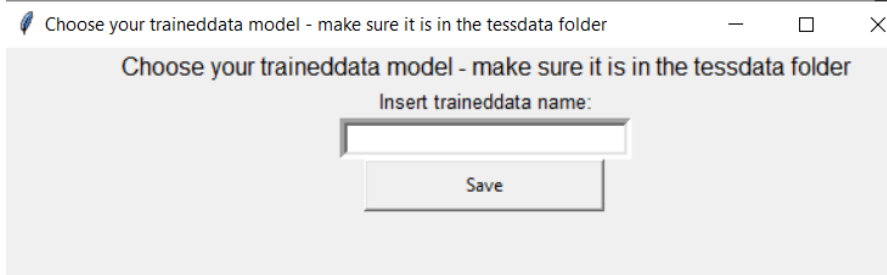 Choose your traineddata model - make sure it is in the tessdata folder
Choose your traineddata model - make sure it is in the tessdata folder
Insert traineddata name:
Save